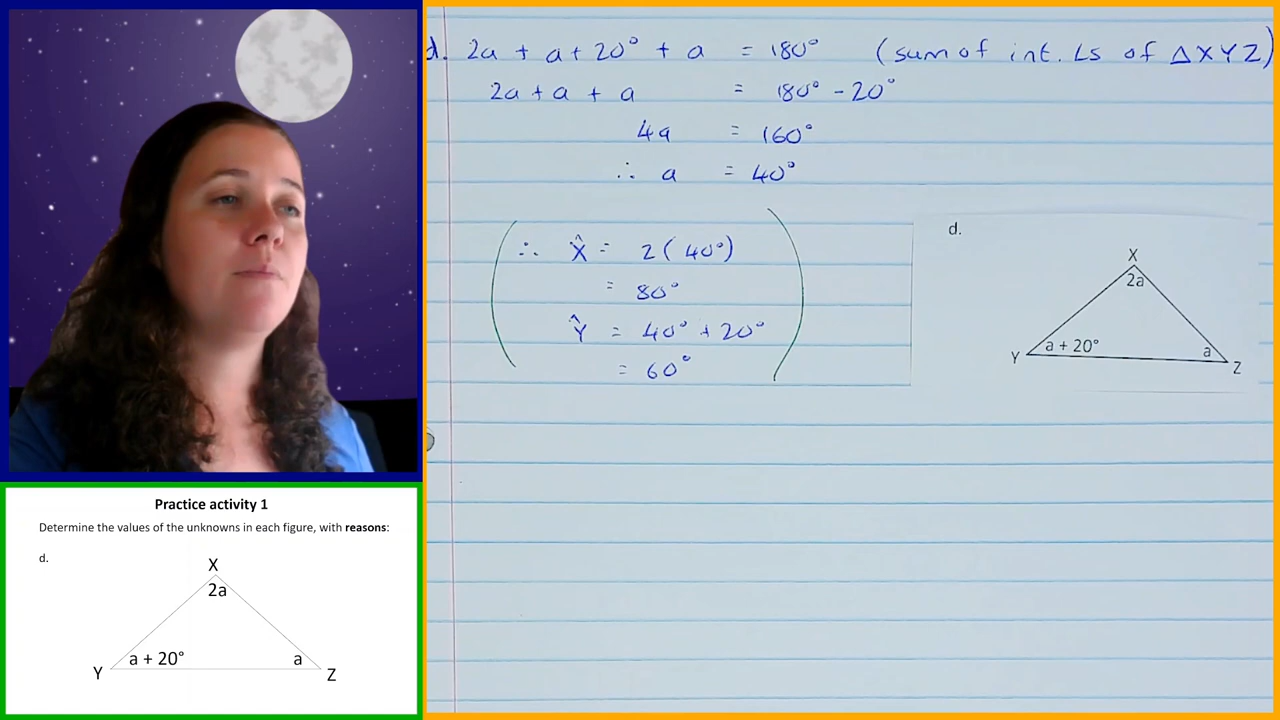 d. 2a + a + 20° + a = 180° (sum of int. ∠s of △XYZ)
2a + a + a = 180° - 20°
4a = 160°
∴ a = 40°
∴ X̂ = 2(40°)
= 80°
Ŷ = 40° + 20°
= 60°
d.
X
2a
Y
a + 20°
a
Z
Practice activity 1
Determine the values of the unknowns in each figure, with reasons:
d.
X
2a
Y
a + 20°
a
Z